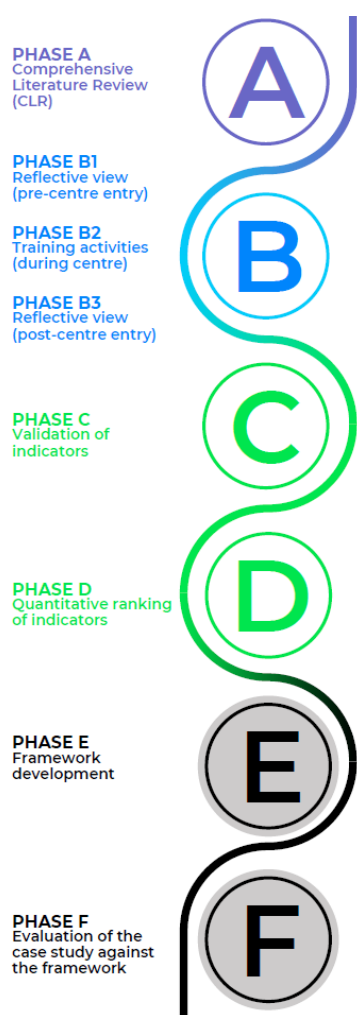 PHASE A
Comprehensive
Literature Review
(CLR)
A
PHASE B1
Reflective view
(pre-centre entry)
PHASE B2
Training activities
(during centre)
PHASE B3
Reflective view
(post-centre entry)
B
PHASE C
Validation of
indicators
C
PHASE D
Quantitative ranking
of indicators
D
PHASE E
Framework
development
E
PHASE F
Evaluation of the
case study against
the framework
F